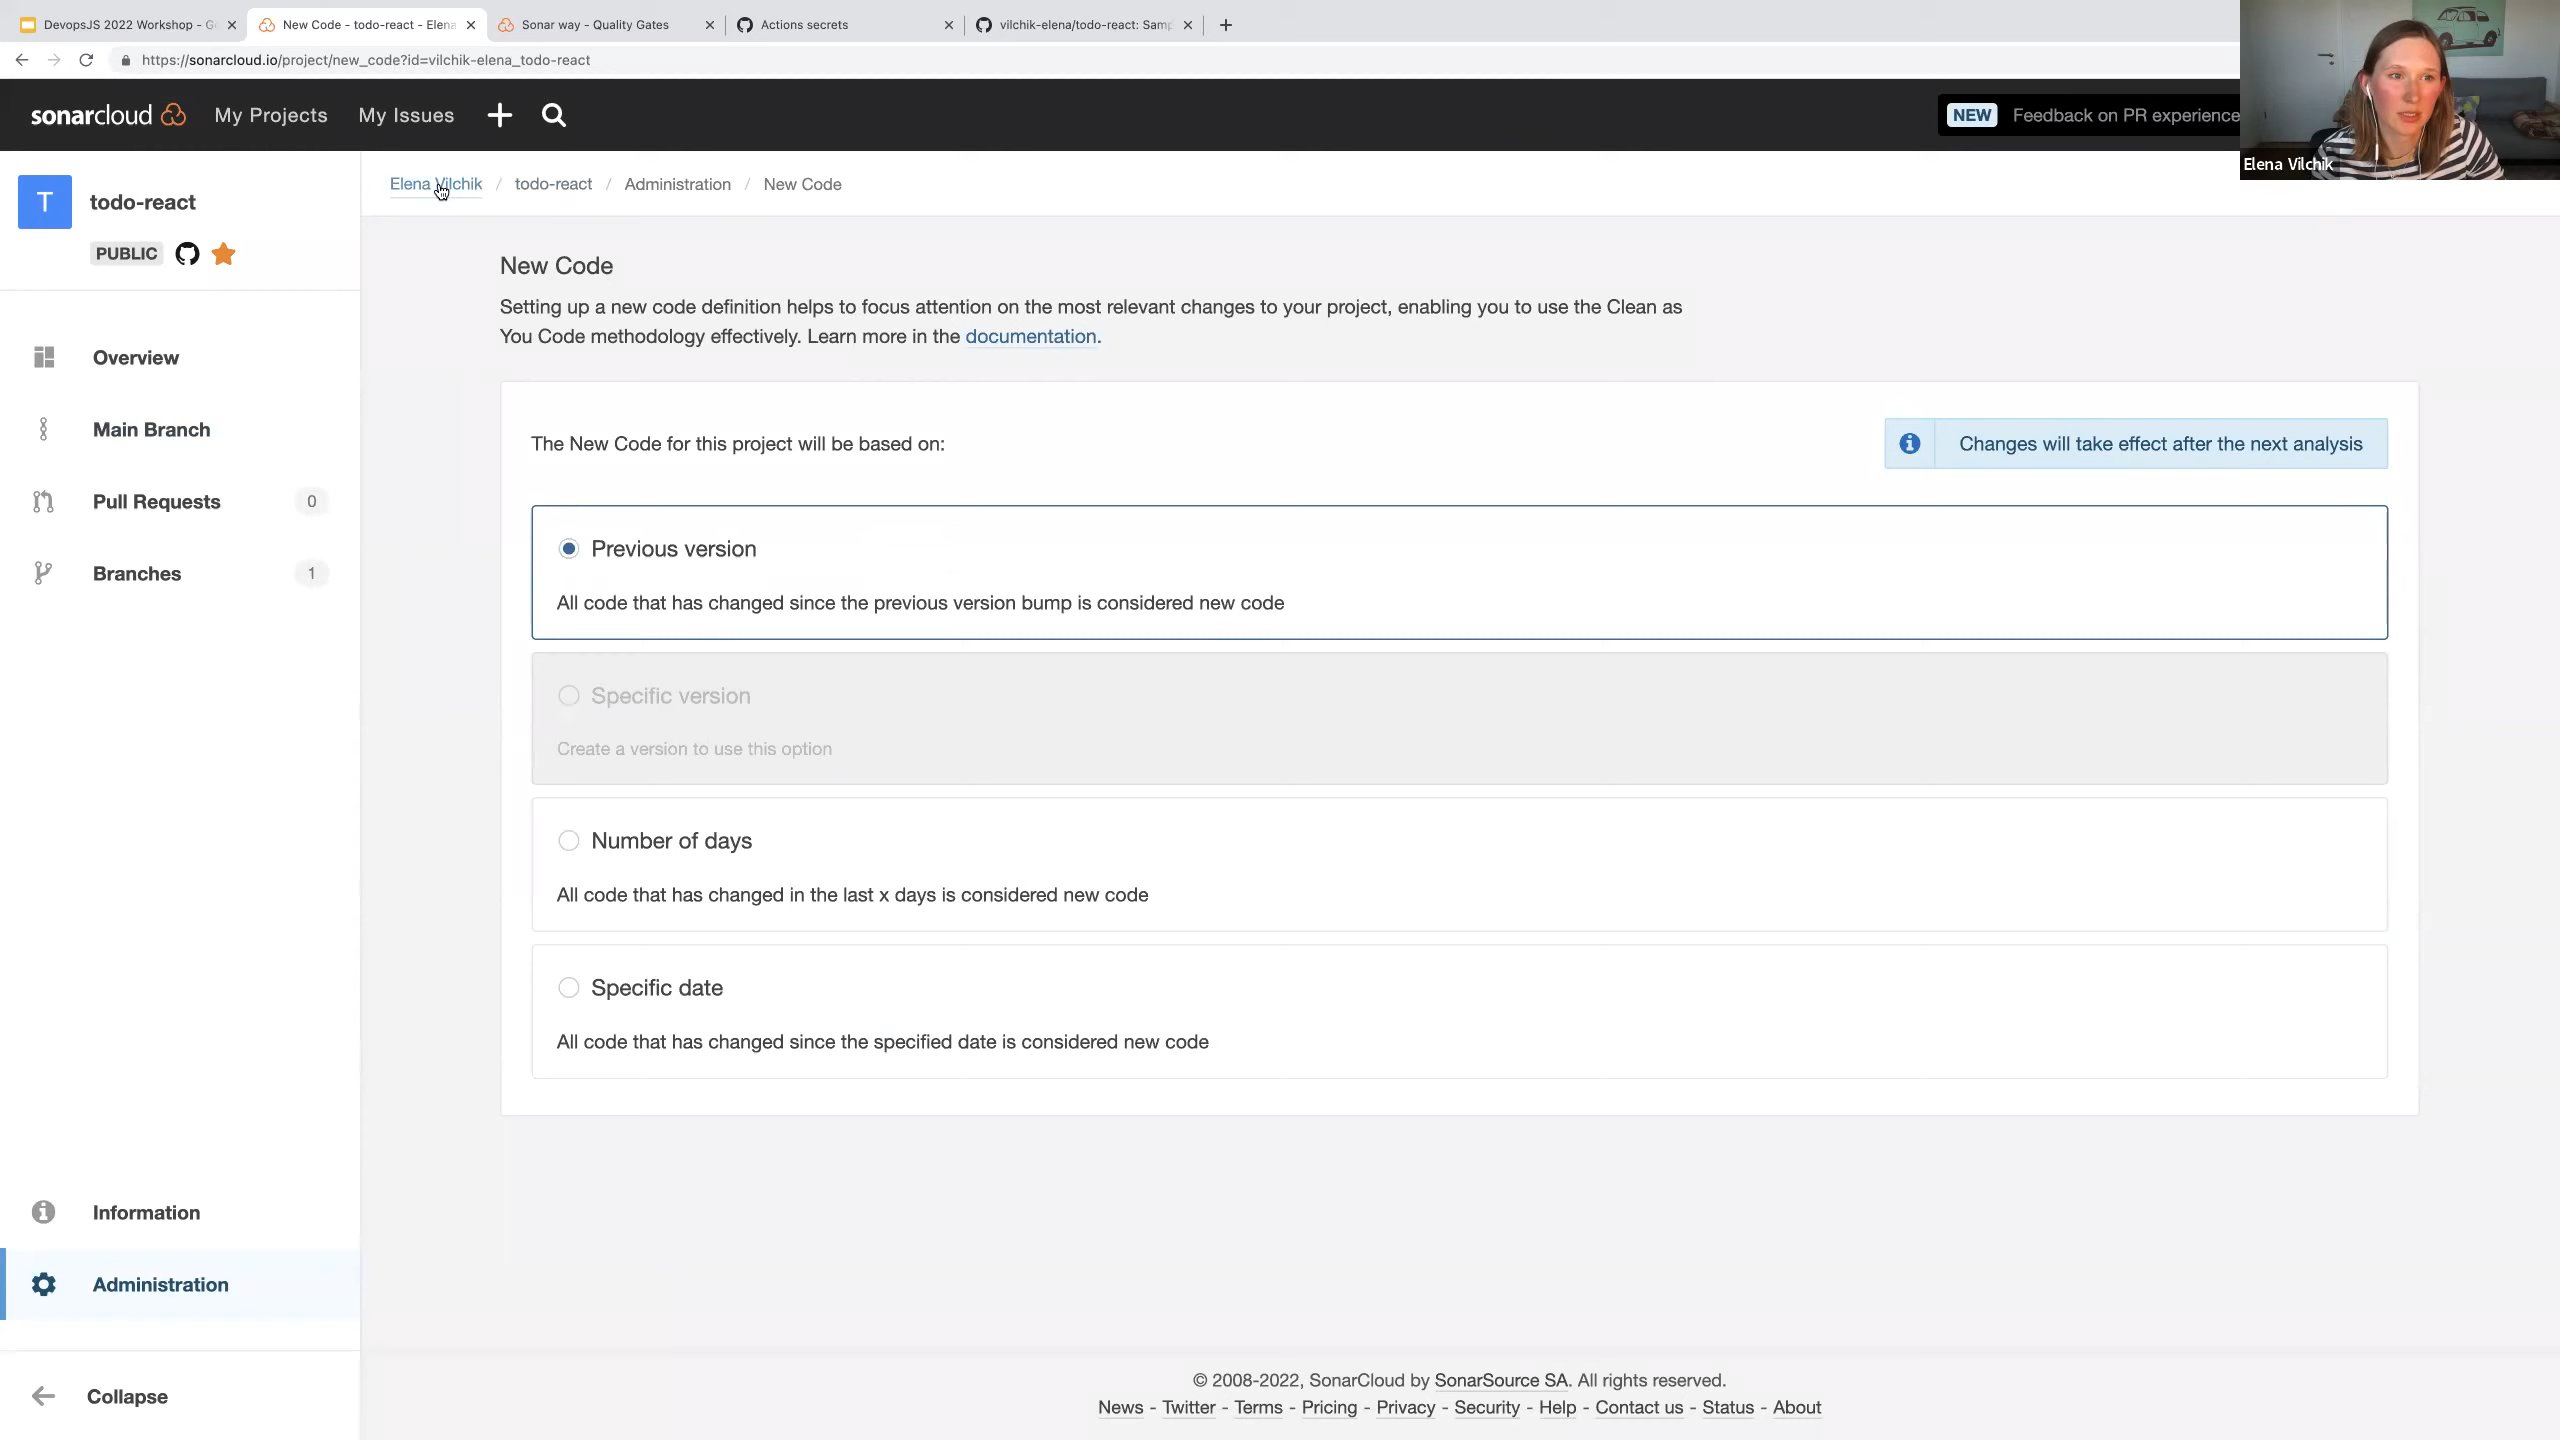 DevopsJS 2022 Workshop - G
New Code - todo-react - Elena
Sonar way - Quality Gates
Actions secrets
vilchik-elena/todo-react: Samp
https://sonarcloud.io/project/new_code?id=vilchik-elena_todo-react
sonarcloud
My Projects
My Issues
NEW
Feedback on PR experience
Elena Vilchik
T
todo-react
PUBLIC
Elena Vilchik / todo-react / Administration / New Code
Overview
Main Branch
Pull Requests
0
Branches
1
Information
Administration
Collapse
New Code
Setting up a new code definition helps to focus attention on the most relevant changes to your project, enabling you to use the Clean as
You Code methodology effectively. Learn more in the documentation.
The New Code for this project will be based on:
Changes will take effect after the next analysis
Previous version
All code that has changed since the previous version bump is considered new code
Specific version
Create a version to use this option
Number of days
All code that has changed in the last x days is considered new code
Specific date
All code that has changed since the specified date is considered new code
© 2008-2022, SonarCloud by SonarSource SA. All rights reserved.
News - Twitter - Terms - Pricing - Privacy - Security - Help - Contact us - Status - About